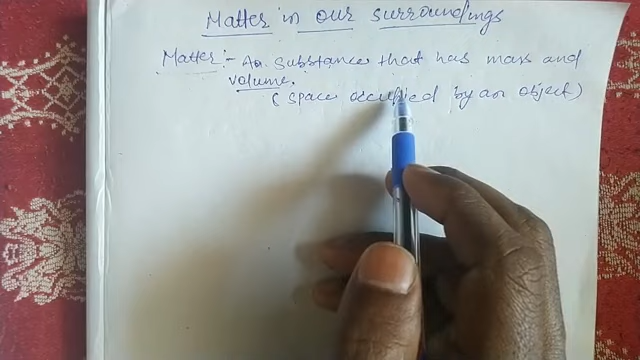 Matter in our surroundings
Matter :- An substance that has mass and
volume.
( space occupied by an object)